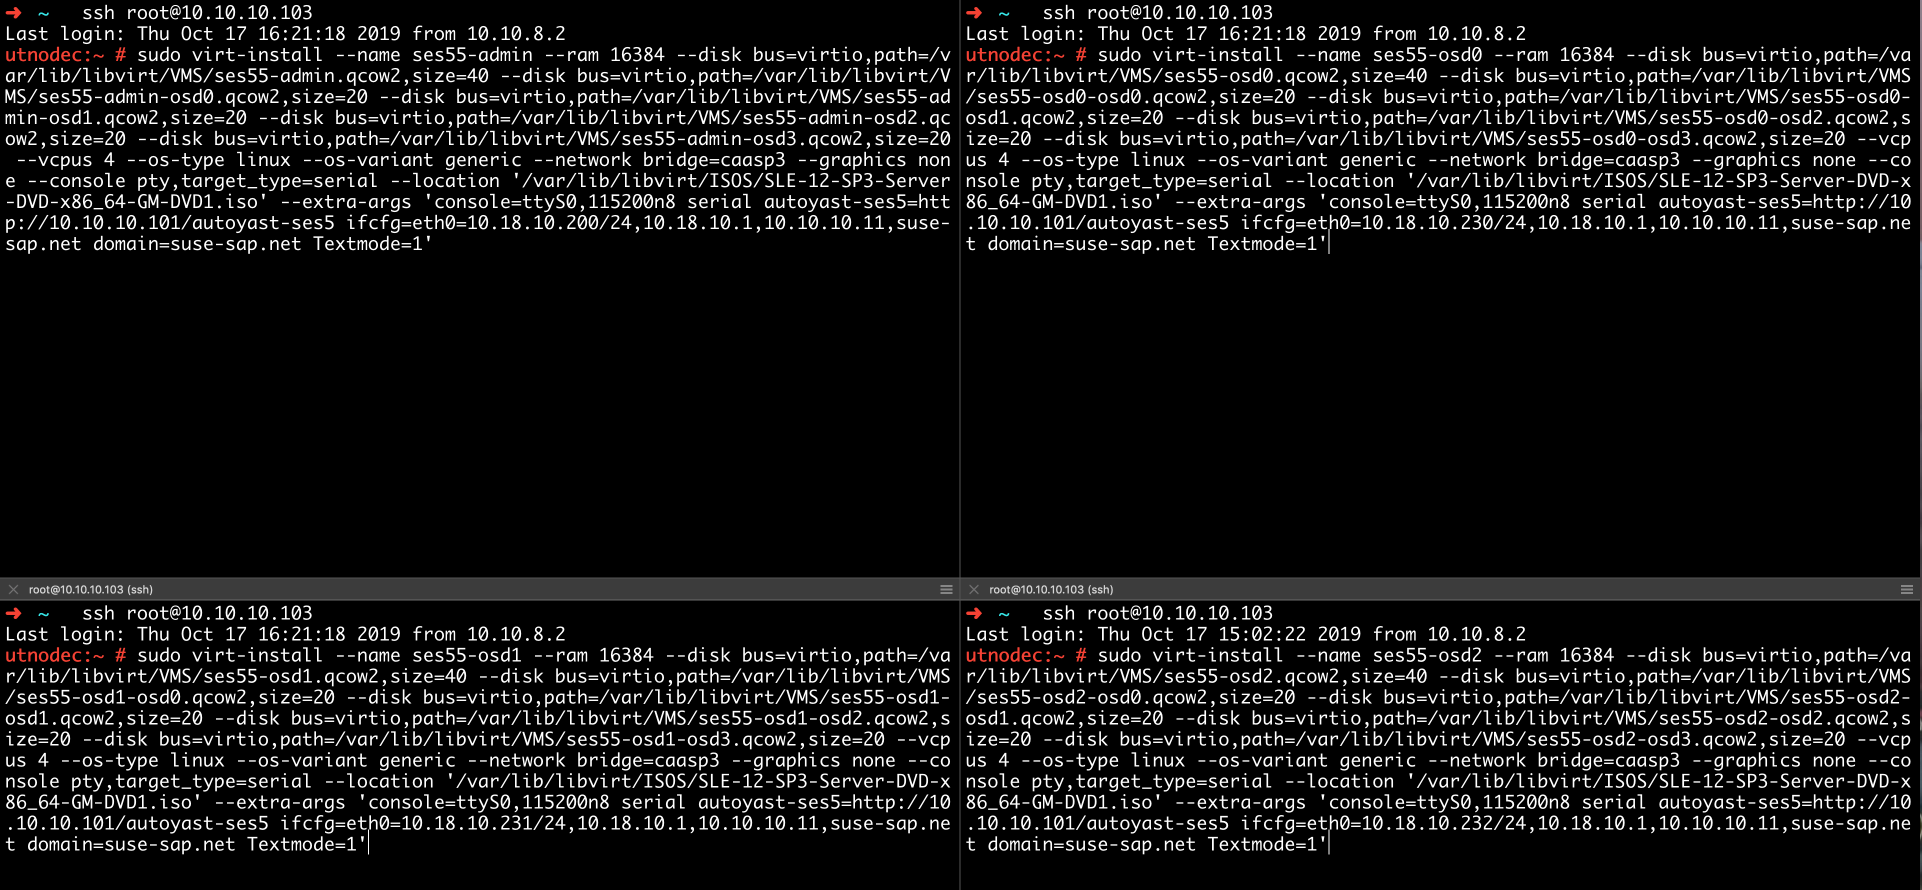 ➜  ~   ssh root@10.10.10.103
Last login: Thu Oct 17 16:21:18 2019 from 10.10.8.2
utnodec:~ # sudo virt-install --name ses55-admin --ram 16384 --disk bus=virtio,path=/v
ar/lib/libvirt/VMS/ses55-admin.qcow2,size=40 --disk bus=virtio,path=/var/lib/libvirt/V
MS/ses55-admin-osd0.qcow2,size=20 --disk bus=virtio,path=/var/lib/libvirt/VMS/ses55-ad
min-osd1.qcow2,size=20 --disk bus=virtio,path=/var/lib/libvirt/VMS/ses55-admin-osd2.qc
ow2,size=20 --disk bus=virtio,path=/var/lib/libvirt/VMS/ses55-admin-osd3.qcow2,size=20
 --vcpus 4 --os-type linux --os-variant generic --network bridge=caasp3 --graphics non
e --console pty,target_type=serial --location '/var/lib/libvirt/ISOS/SLE-12-SP3-Server
-DVD-x86_64-GM-DVD1.iso' --extra-args 'console=ttyS0,115200n8 serial autoyast-ses5=htt
p://10.10.10.101/autoyast-ses5 ifcfg=eth0=10.18.10.200/24,10.18.10.1,10.10.10.11,suse-
sap.net domain=suse-sap.net Textmode=1'
➜  ~   ssh root@10.10.10.103
Last login: Thu Oct 17 16:21:18 2019 from 10.10.8.2
utnodec:~ # sudo virt-install --name ses55-osd0 --ram 16384 --disk bus=virtio,path=/va
r/lib/libvirt/VMS/ses55-osd0.qcow2,size=40 --disk bus=virtio,path=/var/lib/libvirt/VMS
/ses55-osd0-osd0.qcow2,size=20 --disk bus=virtio,path=/var/lib/libvirt/VMS/ses55-osd0-
osd1.qcow2,size=20 --disk bus=virtio,path=/var/lib/libvirt/VMS/ses55-osd0-osd2.qcow2,s
ize=20 --disk bus=virtio,path=/var/lib/libvirt/VMS/ses55-osd0-osd3.qcow2,size=20 --vcp
us 4 --os-type linux --os-variant generic --network bridge=caasp3 --graphics none --co
nsole pty,target_type=serial --location '/var/lib/libvirt/ISOS/SLE-12-SP3-Server-DVD-x
86_64-GM-DVD1.iso' --extra-args 'console=ttyS0,115200n8 serial autoyast-ses5=http://10
.10.10.101/autoyast-ses5 ifcfg=eth0=10.18.10.230/24,10.18.10.1,10.10.10.11,suse-sap.ne
t domain=suse-sap.net Textmode=1'
root@10.10.10.103 (ssh)
➜  ~   ssh root@10.10.10.103
Last login: Thu Oct 17 16:21:18 2019 from 10.10.8.2
utnodec:~ # sudo virt-install --name ses55-osd1 --ram 16384 --disk bus=virtio,path=/va
r/lib/libvirt/VMS/ses55-osd1.qcow2,size=40 --disk bus=virtio,path=/var/lib/libvirt/VMS
/ses55-osd1-osd0.qcow2,size=20 --disk bus=virtio,path=/var/lib/libvirt/VMS/ses55-osd1-
osd1.qcow2,size=20 --disk bus=virtio,path=/var/lib/libvirt/VMS/ses55-osd1-osd2.qcow2,s
ize=20 --disk bus=virtio,path=/var/lib/libvirt/VMS/ses55-osd1-osd3.qcow2,size=20 --vcp
us 4 --os-type linux --os-variant generic --network bridge=caasp3 --graphics none --co
nsole pty,target_type=serial --location '/var/lib/libvirt/ISOS/SLE-12-SP3-Server-DVD-x
86_64-GM-DVD1.iso' --extra-args 'console=ttyS0,115200n8 serial autoyast-ses5=http://10
.10.10.101/autoyast-ses5 ifcfg=eth0=10.18.10.231/24,10.18.10.1,10.10.10.11,suse-sap.ne
t domain=suse-sap.net Textmode=1'
root@10.10.10.103 (ssh)
➜  ~   ssh root@10.10.10.103
Last login: Thu Oct 17 15:02:22 2019 from 10.10.8.2
utnodec:~ # sudo virt-install --name ses55-osd2 --ram 16384 --disk bus=virtio,path=/va
r/lib/libvirt/VMS/ses55-osd2.qcow2,size=40 --disk bus=virtio,path=/var/lib/libvirt/VMS
/ses55-osd2-osd0.qcow2,size=20 --disk bus=virtio,path=/var/lib/libvirt/VMS/ses55-osd2-
osd1.qcow2,size=20 --disk bus=virtio,path=/var/lib/libvirt/VMS/ses55-osd2-osd2.qcow2,s
ize=20 --disk bus=virtio,path=/var/lib/libvirt/VMS/ses55-osd2-osd3.qcow2,size=20 --vcp
us 4 --os-type linux --os-variant generic --network bridge=caasp3 --graphics none --co
nsole pty,target_type=serial --location '/var/lib/libvirt/ISOS/SLE-12-SP3-Server-DVD-x
86_64-GM-DVD1.iso' --extra-args 'console=ttyS0,115200n8 serial autoyast-ses5=http://10
.10.10.101/autoyast-ses5 ifcfg=eth0=10.18.10.232/24,10.18.10.1,10.10.10.11,suse-sap.ne
t domain=suse-sap.net Textmode=1'